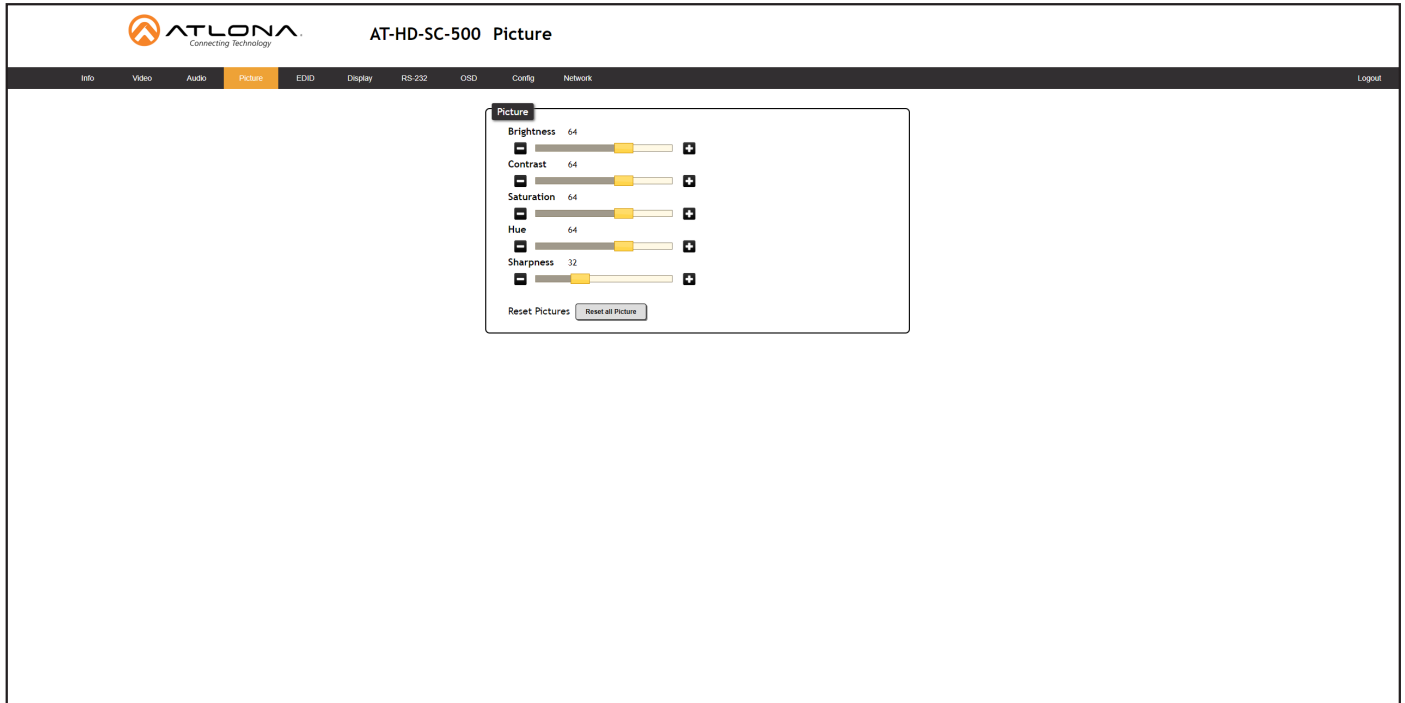 ATLONA.
Connecting Technology
AT-HD-SC-500 Picture
Info Video Audio Picture EDID Display RS-232 OSD Config Network Logout
Picture
Brightness 64
Contrast 64
Saturation 64
Hue 64
Sharpness 32
Reset Pictures Reset all Picture